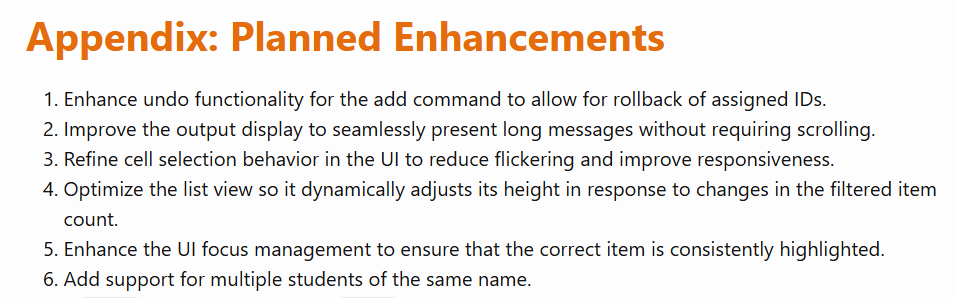 Appendix: Planned Enhancements
1. Enhance undo functionality for the add command to allow for rollback of assigned IDs.
2. Improve the output display to seamlessly present long messages without requiring scrolling.
3. Refine cell selection behavior in the UI to reduce flickering and improve responsiveness.
4. Optimize the list view so it dynamically adjusts its height in response to changes in the filtered item
count.
5. Enhance the UI focus management to ensure that the correct item is consistently highlighted.
6. Add support for multiple students of the same name.